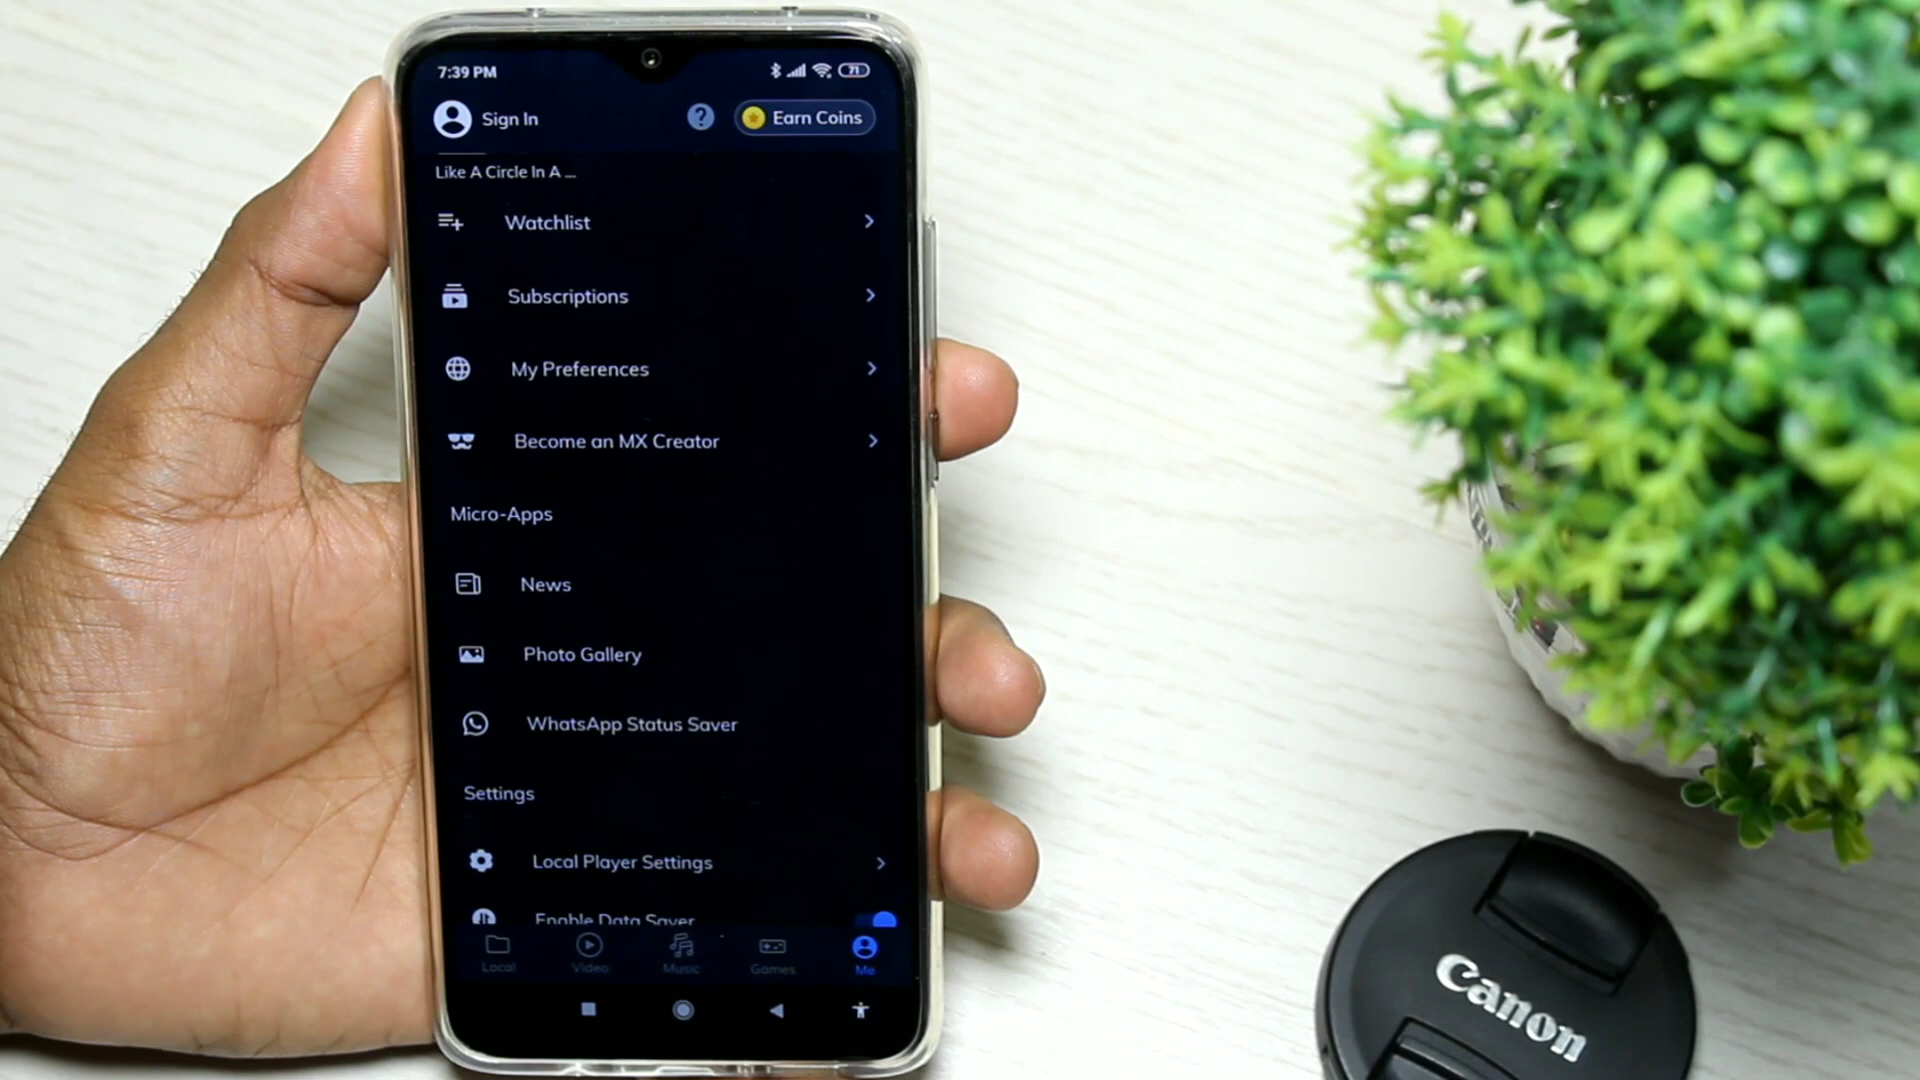 7:39 PM
71
Sign In
?
Earn Coins
Like A Circle In A ...
Watchlist
Subscriptions
My Preferences
Become an MX Creator
Micro-Apps
News
Photo Gallery
WhatsApp Status Saver
Settings
Local Player Settings
Enable Data Saver
Local
Video
Music
Games
Me
Canon